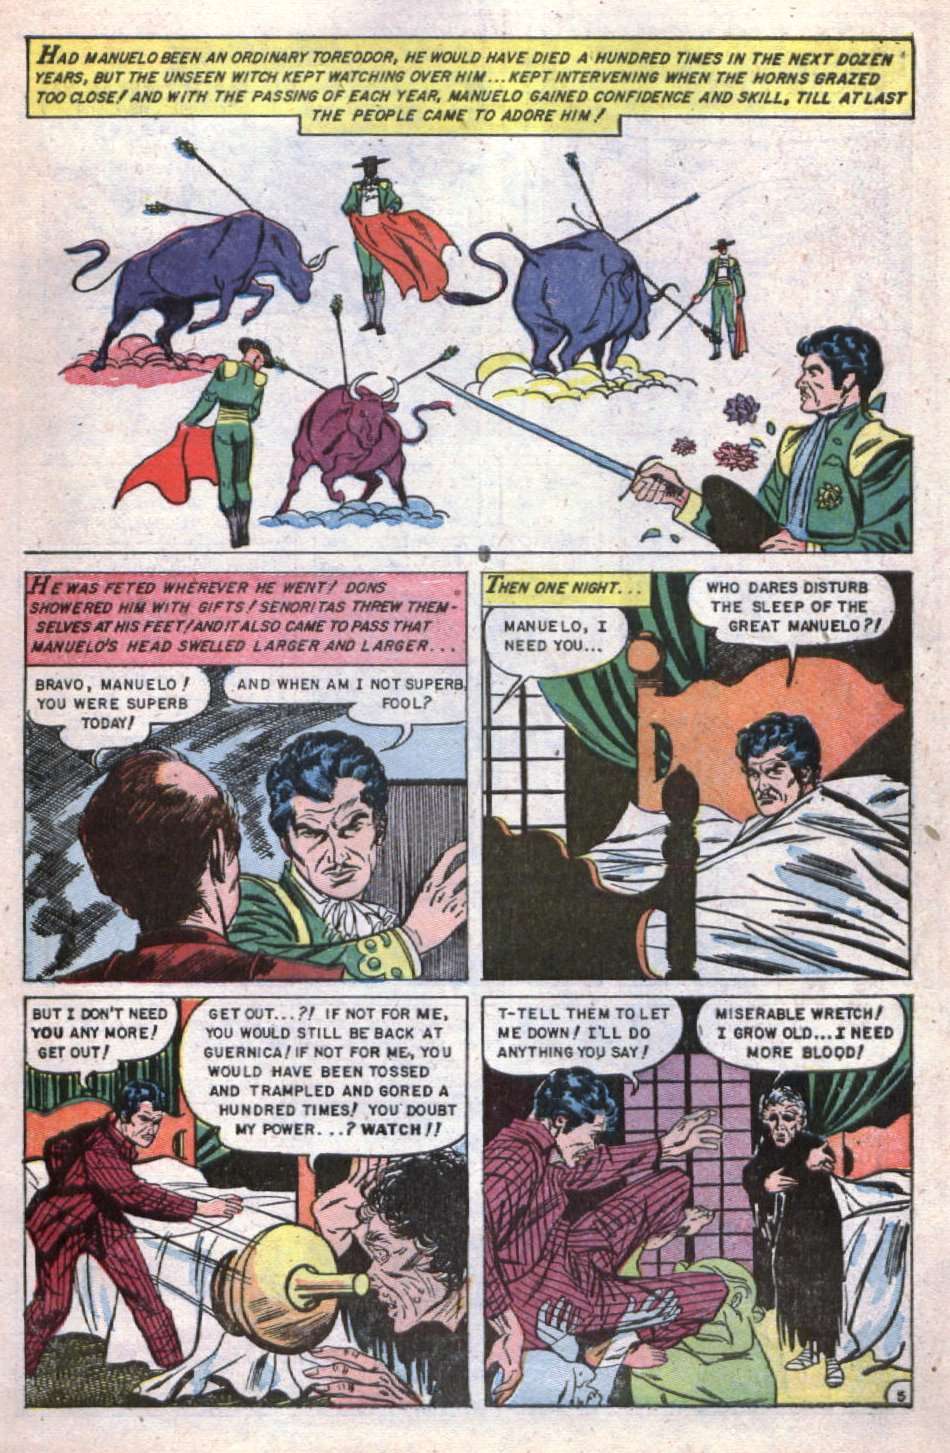 HAD MANUELO BEEN AN ORDINARY TOREODOR, HE WOULD HAVE DIED A HUNDRED TIMES IN THE NEXT DOZEN
YEARS, BUT THE UNSEEN WITCH KEPT WATCHING OVER HIM... KEPT INTERVENING WHEN THE HORNS GRAZED
TOO CLOSE! AND WITH THE PASSING OF EACH YEAR, MANUELO GAINED CONFIDENCE AND SKILL, TILL AT LAST
THE PEOPLE CAME TO ADORE HIM!
HE WAS FETED WHEREVER HE WENT! DONS
SHOWERED HIM WITH GIFTS! SENORITAS THREW THEM-
SELVES AT HIS FEET! AND IT ALSO CAME TO PASS THAT
MANUELO'S HEAD SWELLED LARGER AND LARGER...
BRAVO, MANUELO!
YOU WERE SUPERB
TODAY!
AND WHEN AM I NOT SUPERB,
FOOL?
THEN ONE NIGHT...
MANUELO, I
NEED YOU...
WHO DARES DISTURB
THE SLEEP OF THE
GREAT MANUELO?!
BUT I DON'T NEED
YOU ANY MORE!
GET OUT!
GET OUT...?! IF NOT FOR ME,
YOU WOULD STILL BE BACK AT
GUERNICA! IF NOT FOR ME, YOU
WOULD HAVE BEEN TOSSED
AND TRAMPLED AND GORED A
HUNDRED TIMES! YOU DOUBT
MY POWER...? WATCH!!
T-TELL THEM TO LET
ME DOWN! I'LL DO
ANYTHING YOU SAY!
MISERABLE WRETCH!
I GROW OLD...I NEED
MORE BLOOD!
5